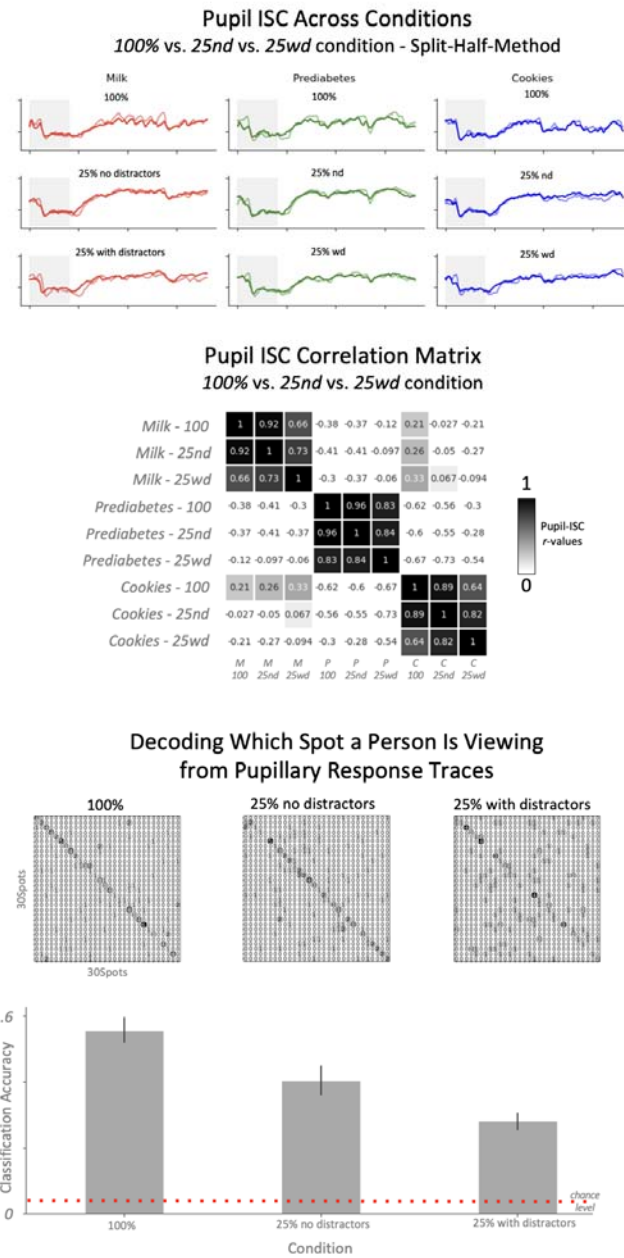 Pupil ISC Across Conditions
100% vs. 25nd vs. 25wd condition - Split-Half-Method
Milk Prediabetes Cookies
100% 100% 100%
25% no distractors 25% nd 25% nd
25% with distractors 25% wd 25% wd
Pupil ISC Correlation Matrix
100% vs. 25nd vs. 25wd condition
Milk - 100 1 0.92 0.66 -0.38 -0.37 -0.12 0.21 -0.027 -0.21
Milk - 25nd 0.92 1 0.73 -0.41 -0.41 -0.097 0.26 -0.05 -0.27
Milk - 25wd 0.66 0.73 1 -0.3 -0.37 -0.06 0.33 0.067 -0.094
Prediabetes - 100 -0.38 -0.41 -0.3 1 0.96 0.83 -0.62 -0.56 -0.3
Prediabetes - 25nd -0.37 -0.41 -0.37 0.96 1 0.84 -0.6 -0.55 -0.28
Prediabetes - 25wd -0.12 -0.097 -0.06 0.83 0.84 1 -0.67 -0.73 -0.54
Cookies - 100 0.21 0.26 0.33 -0.62 -0.6 -0.67 1 0.89 0.64
Cookies - 25nd -0.027 -0.05 0.067 -0.56 -0.55 -0.73 0.89 1 0.82
Cookies - 25wd -0.21 -0.27 -0.094 -0.3 -0.28 -0.54 0.64 0.82 1
M M M P P P C C C
100 25nd 25wd 100 25nd 25wd 100 25nd 25wd
1
Pupil-ISC
r-values
0
Decoding Which Spot a Person Is Viewing
from Pupillary Response Traces
100% 25% no distractors 25% with distractors
30Spots
30Spots
.6
Classification Accuracy
chance
level
0
100% 25% no distractors 25% with distractors
Condition